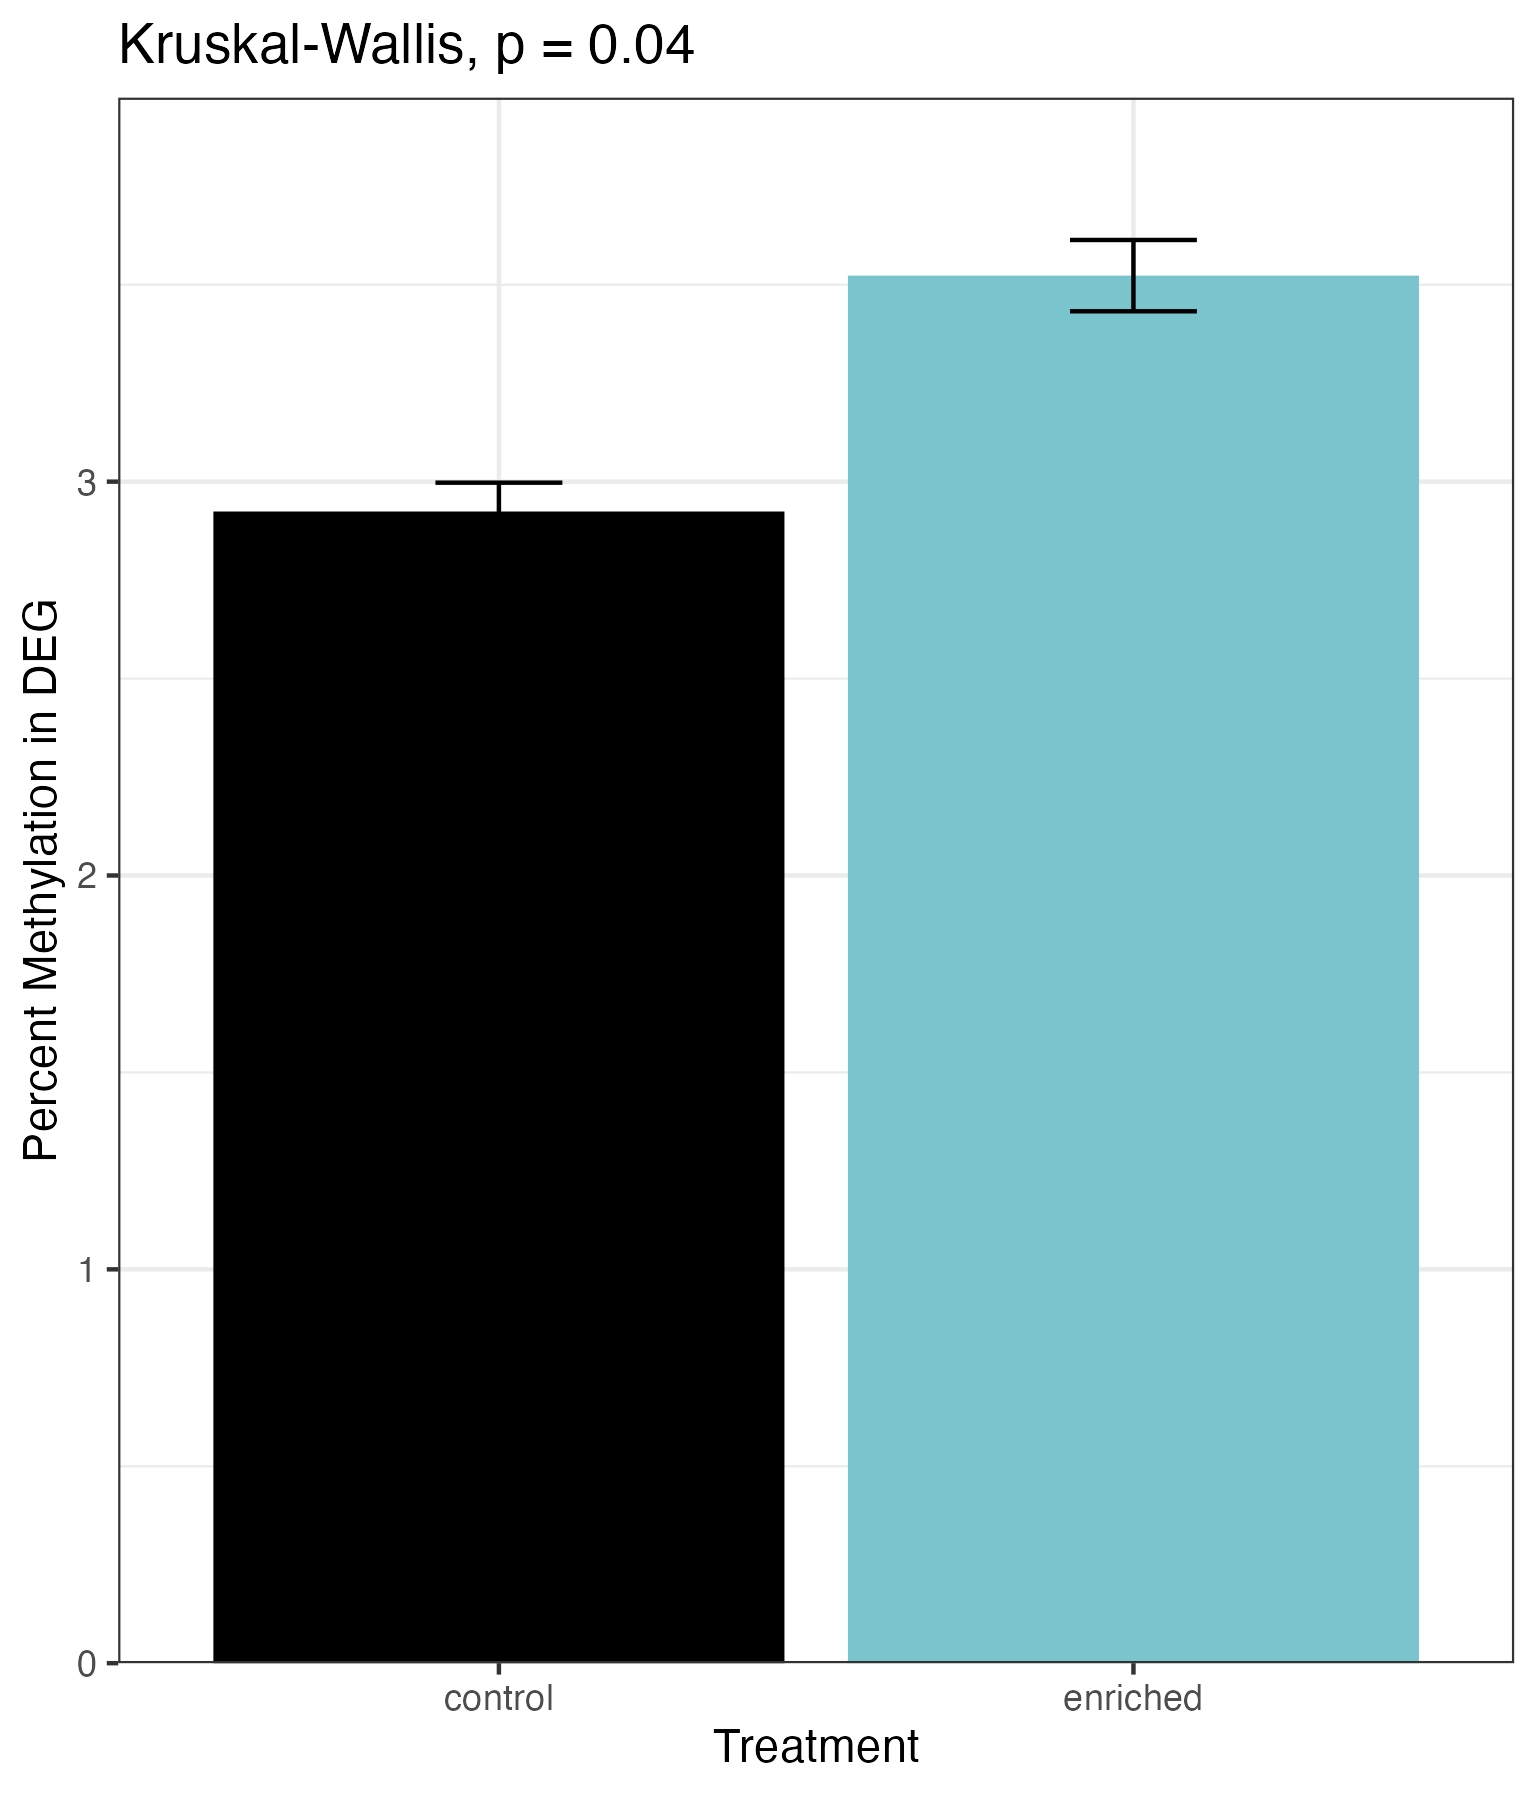 Kruskal-Wallis, p = 0.04
Percent Methylation in DEG
3
2
1
0
control
enriched
Treatment